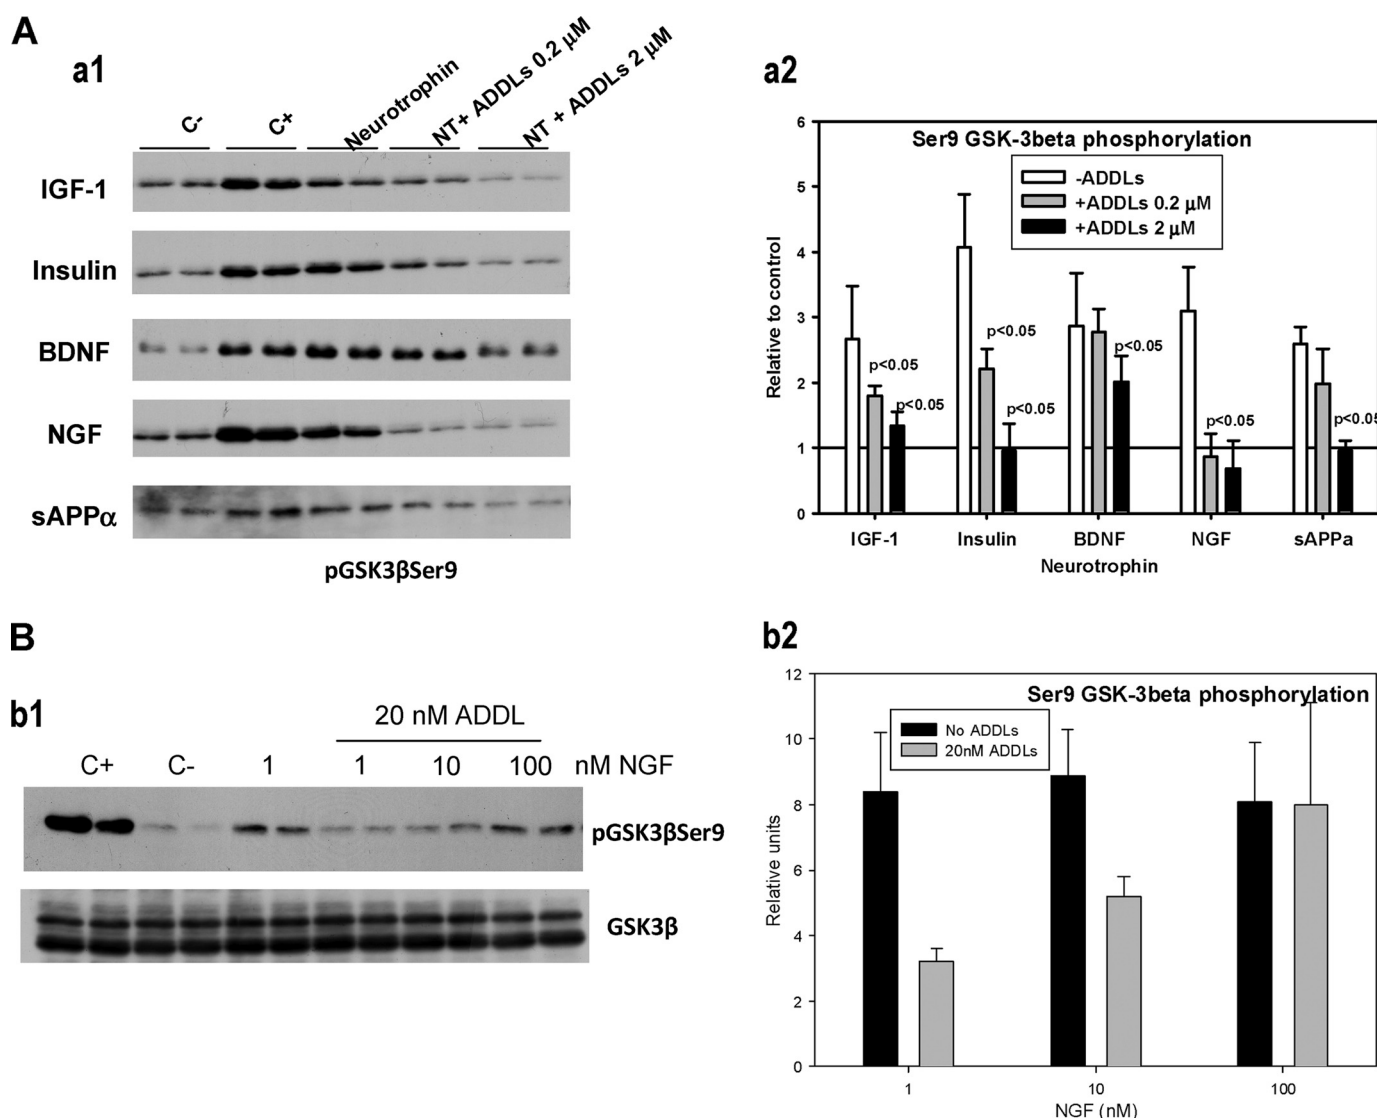 A
a1
C-
C+
Neurotrophin
NT+ ADDLs 0.2 μM
NT + ADDLs 2 μM
IGF-1
Insulin
BDNF
NGF
sAPPα
pGSK3βSer9
a2
Ser9 GSK-3beta phosphorylation
-ADDLs
+ADDLs 0.2 μM
+ADDLs 2 μM
Relative to control
6
5
4
3
2
1
0
p<0.05
p<0.05
p<0.05
p<0.05
p<0.05
p<0.05
p<0.05
IGF-1 Insulin BDNF NGF sAPPa
Neurotrophin
B
b1
20 nM ADDL
C+ C- 1 1 10 100 nM NGF
pGSK3βSer9
GSK3β
b2
Ser9 GSK-3beta phosphorylation
No ADDLs
20nM ADDLs
Relative units
12
10
8
6
4
2
0
1 10 100
NGF (nM)